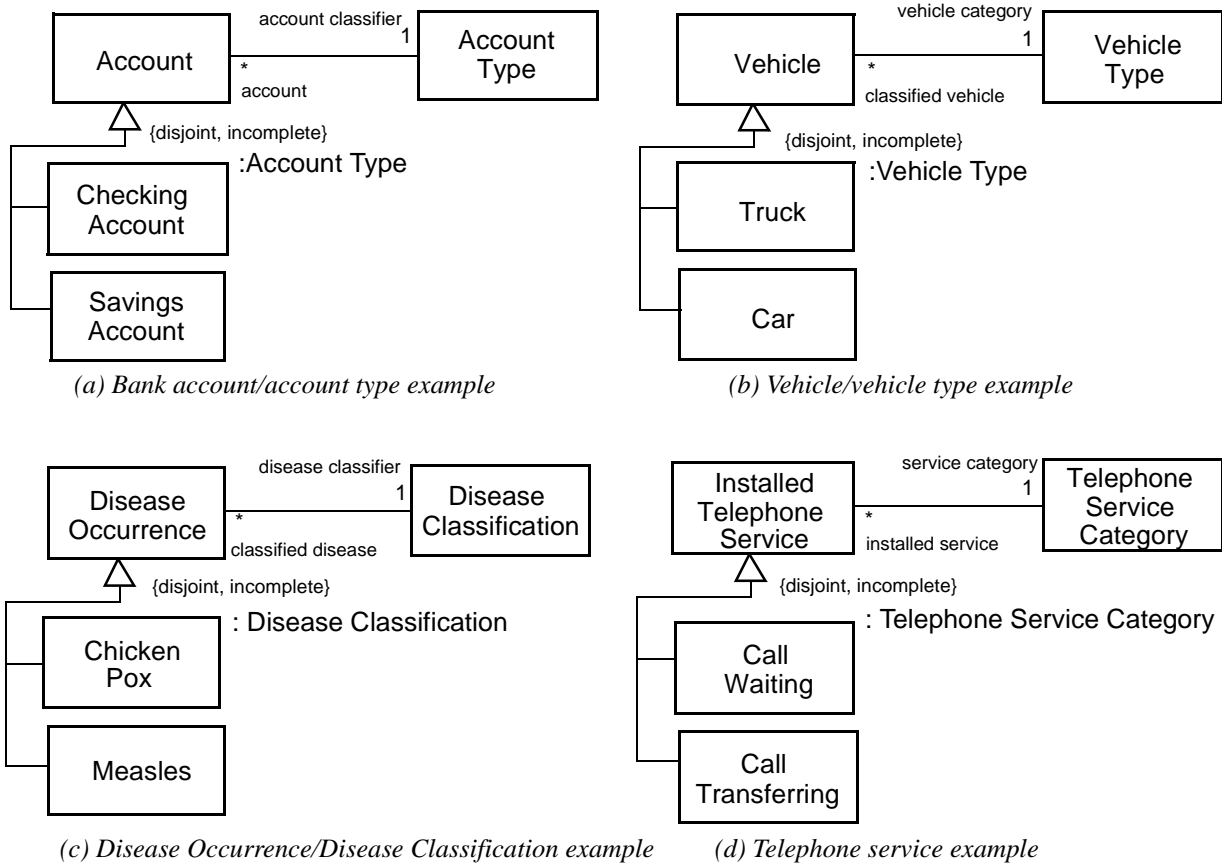 account classifier
1
Account
Account
Type
*
account
{disjoint, incomplete}
:Account Type
Checking
Account
Savings
Account
(a) Bank account/account type example
vehicle category
1
Vehicle
Vehicle
Type
*
classified vehicle
{disjoint, incomplete}
:Vehicle Type
Truck
Car
(b) Vehicle/vehicle type example
disease classifier
1
Disease
Occurrence
Disease
Classification
*
classified disease
{disjoint, incomplete}
: Disease Classification
Chicken
Pox
Measles
(c) Disease Occurrence/Disease Classification example
service category
1
Installed
Telephone
Service
Telephone
Service
Category
*
installed service
{disjoint, incomplete}
: Telephone Service Category
Call
Waiting
Call
Transferring
(d) Telephone service example